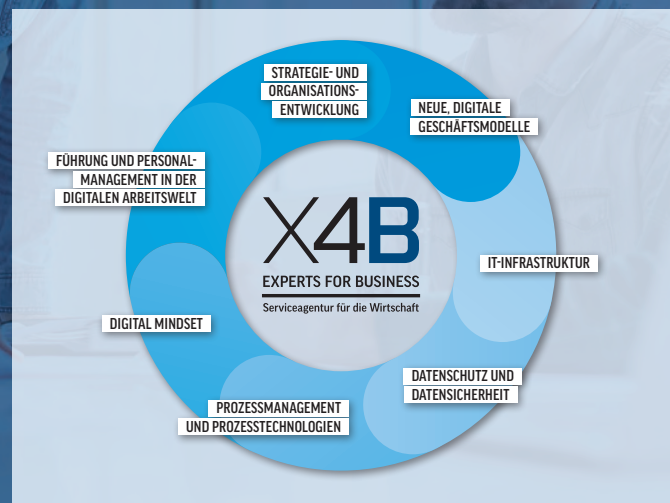 STRATEGIE- UND
ORGANISATIONS-
ENTWICKLUNG
NEUE, DIGITALE
GESCHÄFTSMODELLE
FÜHRUNG UND PERSONAL-
MANAGEMENT IN DER
DIGITALEN ARBEITSWELT
X4B
EXPERTS FOR BUSINESS
Serviceagentur für die Wirtschaft
IT-INFRASTRUKTUR
DIGITAL MINDSET
DATENSCHUTZ UND
DATENSICHERHEIT
PROZESSMANAGEMENT
UND PROZESSTECHNOLOGIEN